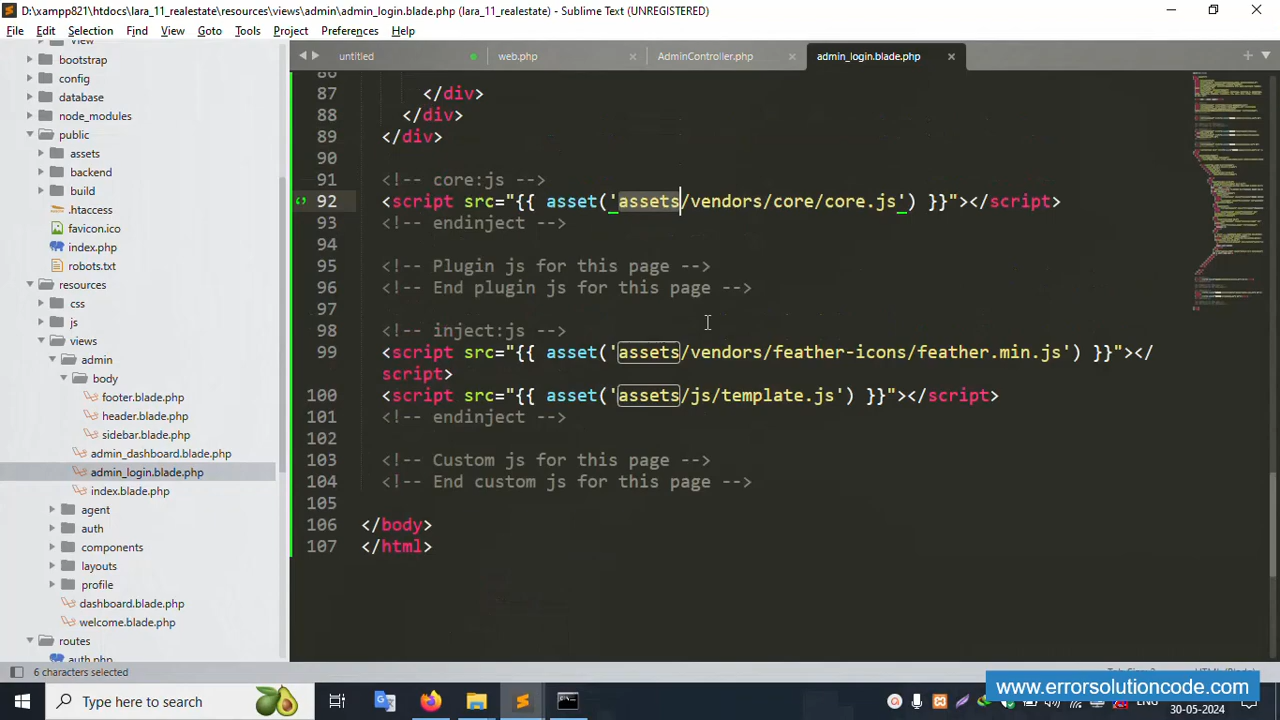 D:\xampp821\htdocs\lara_11_realestate\resources\views\admin\admin_login.blade.php (lara_11_realestate) - Sublime Text (UNREGISTERED)
File Edit Selection Find View Goto Tools Project Preferences Help
untitled web.php AdminController.php admin_login.blade.php
bootstrap
config
database
node_modules
public
assets
backend
build
.htaccess
favicon.ico
index.php
robots.txt
resources
css
js
views
admin
body
footer.blade.php
header.blade.php
sidebar.blade.php
admin_dashboard.blade.php
admin_login.blade.php
index.blade.php
agent
auth
components
layouts
profile
dashboard.blade.php
welcome.blade.php
routes
auth.php
87 </div>
88 </div>
89 </div>
90
91 <!-- core:js -->
92 <script src="{{ asset('assets/vendors/core/core.js') }}"></script>
93 <!-- endinject -->
94
95 <!-- Plugin js for this page -->
96 <!-- End plugin js for this page -->
97
98 <!-- inject:js -->
99 <script src="{{ asset('assets/vendors/feather-icons/feather.min.js') }}"></
script>
100 <script src="{{ asset('assets/js/template.js') }}"></script>
101 <!-- endinject -->
102
103 <!-- Custom js for this page -->
104 <!-- End custom js for this page -->
105
106 </body>
107 </html>
6 characters selected
www.errorsolutioncode.com
Type here to search
30-05-2024